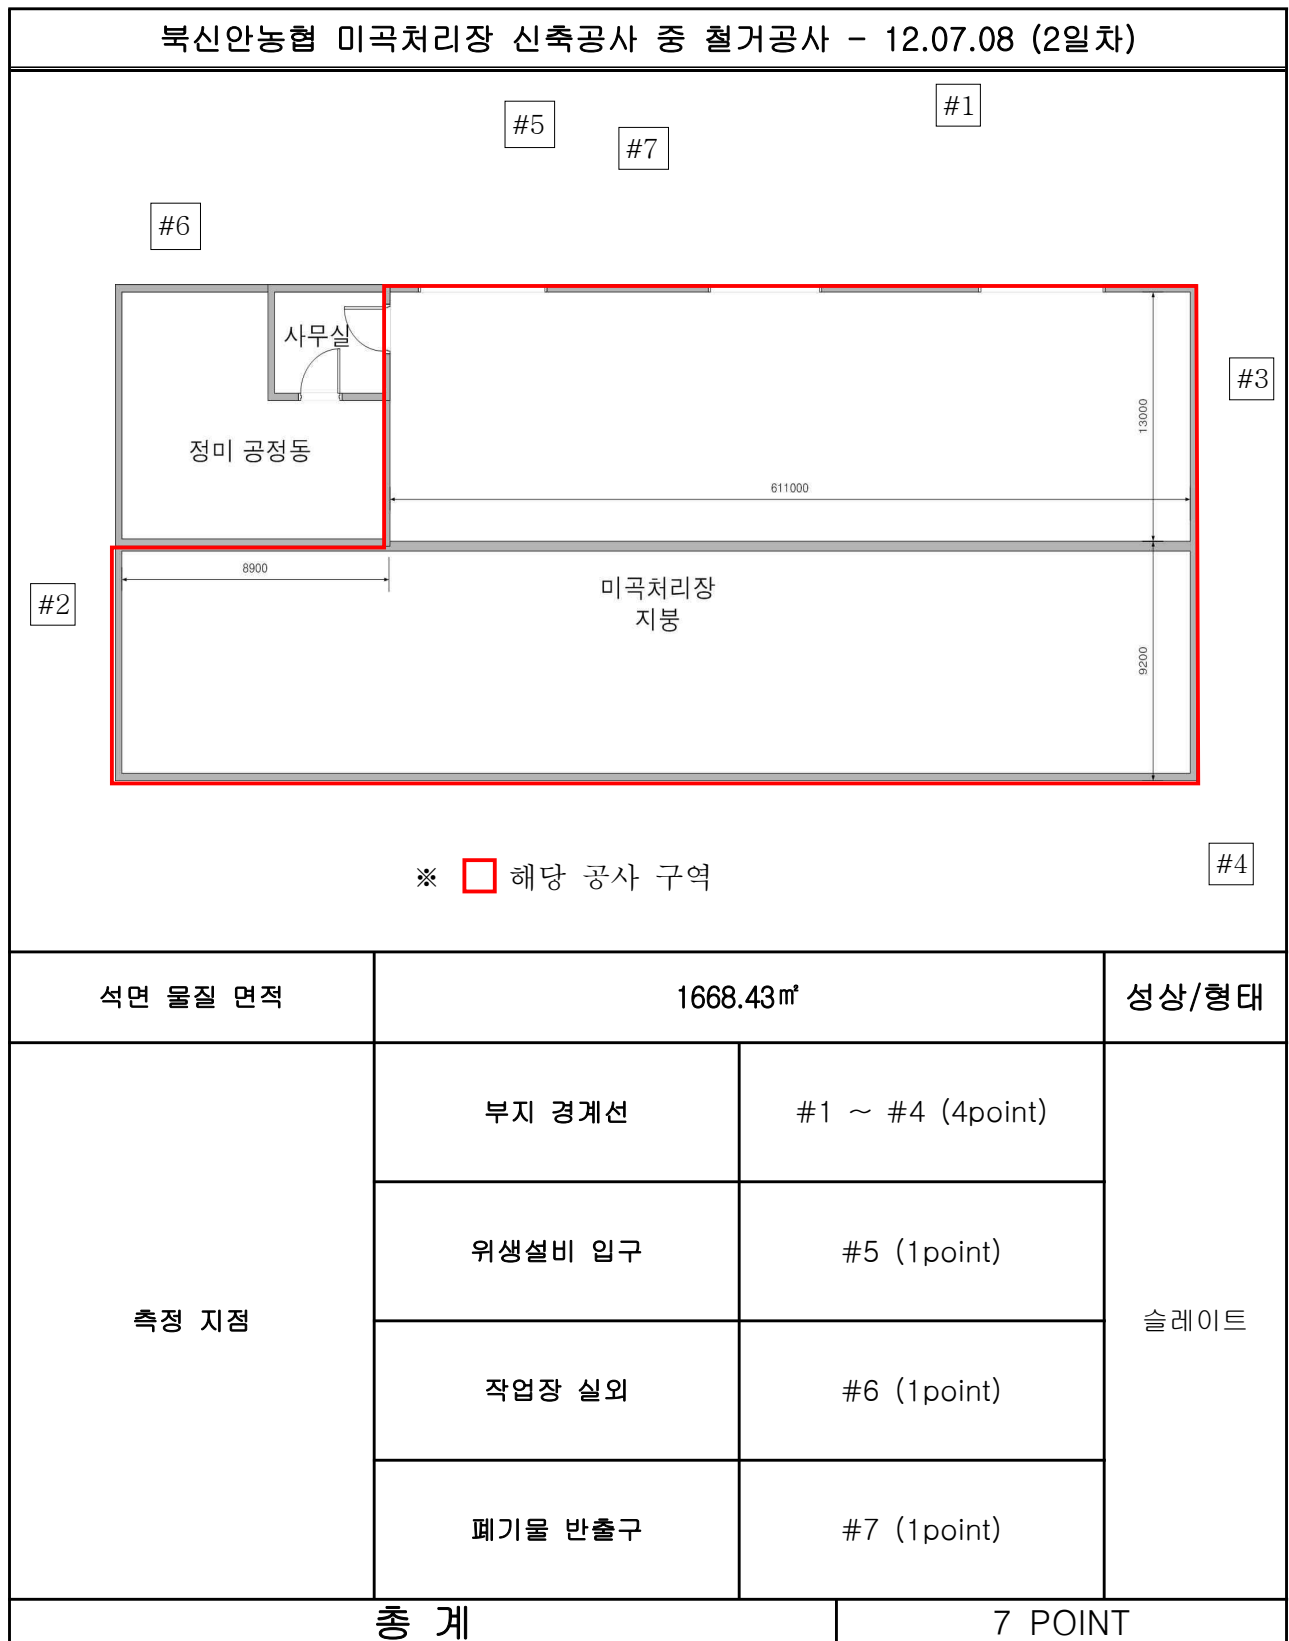 북신안농협 미곡처리장 신축공사 중 철거공사 - 12.07.08 (2일차)
#1
#5
#7
#6
사무실
#3
13000
정미 공정동
611000
8900
미곡처리장
지붕
#2
9200
#4
※ 해당 공사 구역
석면 물질 면적 1668.43㎡ 성상/형태
부지 경계선 #1 ~ #4 (4point)
위생설비 입구 #5 (1point)
측정 지점 슬레이트
작업장 실외 #6 (1point)
폐기물 반출구 #7 (1point)
총 계 7 POINT